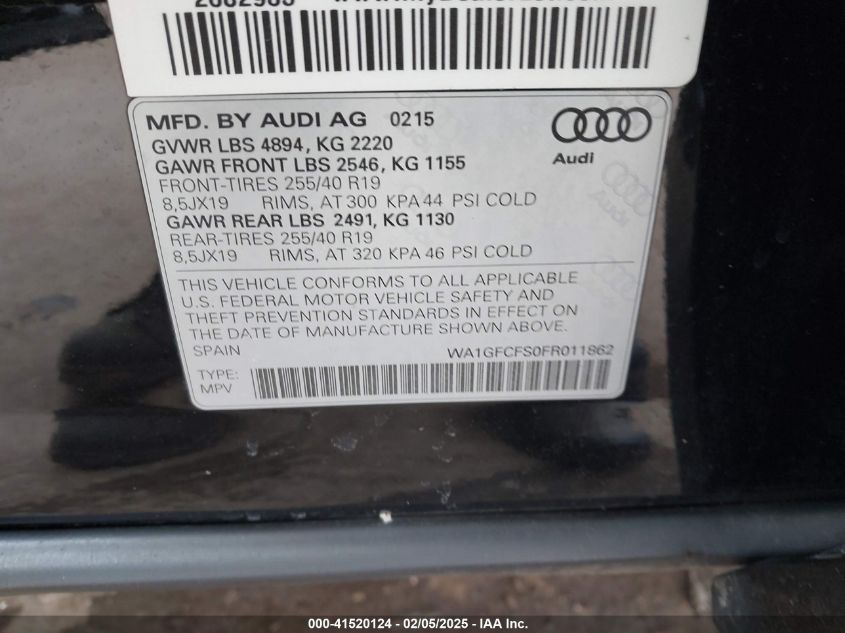 MFD. BY AUDI AG 0215
GVWR LBS 4894, KG 2220
GAWR FRONT LBS 2546, KG 1155
FRONT-TIRES 255/40 R19
8,5JX19 RIMS, AT 300 KPA 44 PSI COLD
GAWR REAR LBS 2491, KG 1130
REAR-TIRES 255/40 R19
8,5JX19 RIMS, AT 320 KPA 46 PSI COLD
Audi
THIS VEHICLE CONFORMS TO ALL APPLICABLE
U.S. FEDERAL MOTOR VEHICLE SAFETY AND
THEFT PREVENTION STANDARDS IN EFFECT ON
THE DATE OF MANUFACTURE SHOWN ABOVE.
SPAIN WA1GFCFS0FR011862
TYPE:
MPV
000-41520124 - 02/05/2025 - IAA Inc.